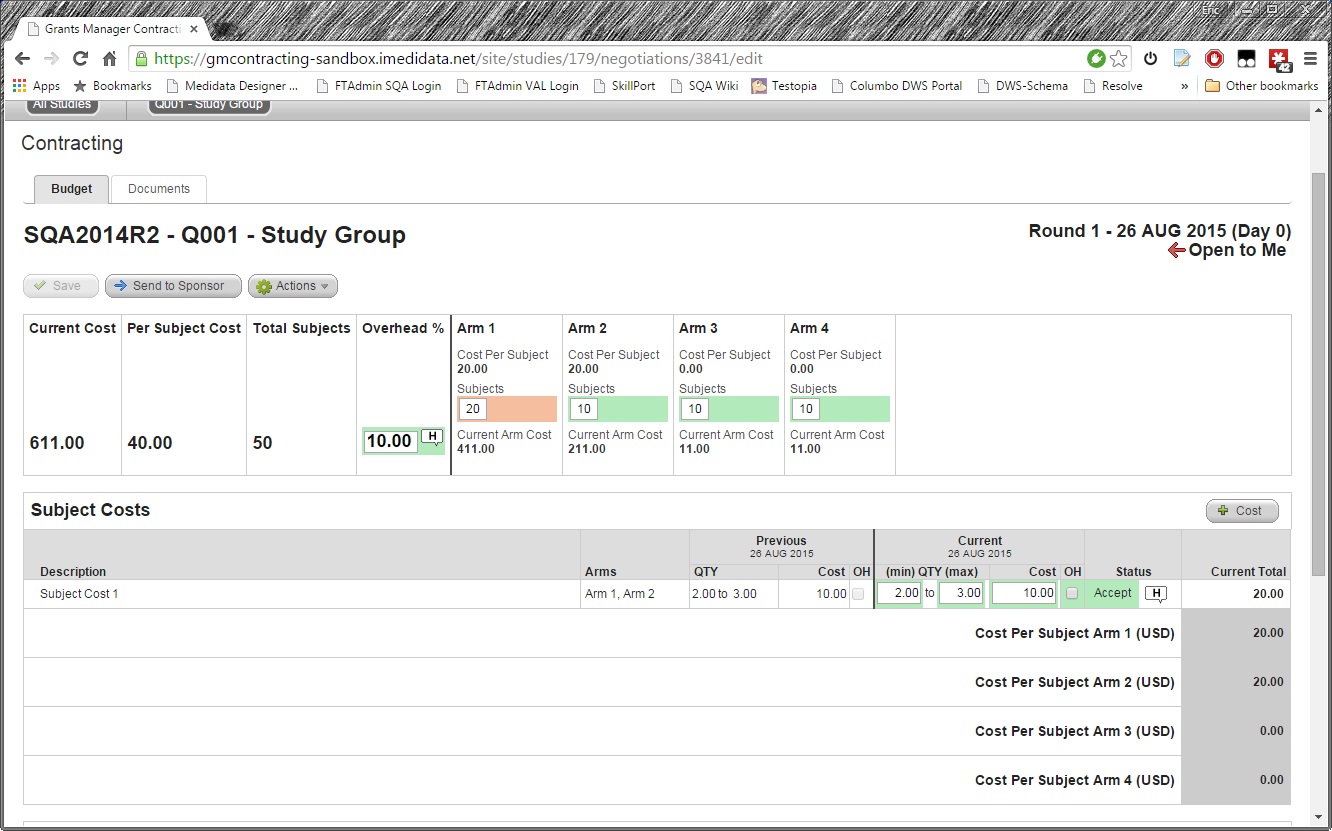 Eric
Grants Manager Contracti
https://gmcontracting-sandbox.imedidata.net/site/studies/179/negotiations/3841/edit
42
Apps Bookmarks Medidata Designer ... FTAdmin SQA Login FTAdmin VAL Login SkillPort SQA Wiki Testopia Columbo DWS Portal DWS-Schema Resolve » Other bookmarks
All Studies Q001 - Study Group
Contracting
Budget Documents
SQA2014R2 - Q001 - Study Group
Round 1 - 26 AUG 2015 (Day 0)
Open to Me
Save Send to Sponsor Actions
Current Cost Per Subject Cost Total Subjects Overhead % Arm 1 Arm 2 Arm 3 Arm 4
Cost Per Subject Cost Per Subject Cost Per Subject Cost Per Subject
20.00 20.00 0.00 0.00
Subjects Subjects Subjects Subjects
20 10 10 10
611.00 40.00 50 10.00 H
Current Arm Cost Current Arm Cost Current Arm Cost Current Arm Cost
411.00 211.00 11.00 11.00
Subject Costs Cost
Previous Current
26 AUG 2015 26 AUG 2015
Description Arms QTY Cost OH (min) QTY (max) Cost OH Status Current Total
Subject Cost 1 Arm 1, Arm 2 2.00 to 3.00 10.00 2.00 to 3.00 10.00 Accept H 20.00
Cost Per Subject Arm 1 (USD) 20.00
Cost Per Subject Arm 2 (USD) 20.00
Cost Per Subject Arm 3 (USD) 0.00
Cost Per Subject Arm 4 (USD) 0.00